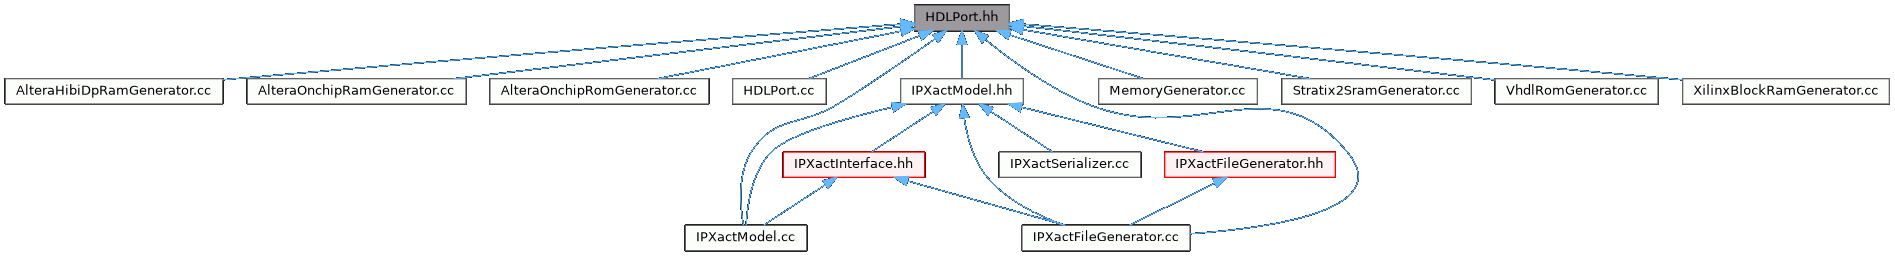 HDLPort.hh
AlteraHibiDpRamGenerator.cc
AlteraOnchipRamGenerator.cc
AlteraOnchipRomGenerator.cc
HDLPort.cc
IPXactModel.hh
MemoryGenerator.cc
Stratix2SramGenerator.cc
VhdlRomGenerator.cc
XilinxBlockRamGenerator.cc
IPXactInterface.hh
IPXactSerializer.cc
IPXactFileGenerator.hh
IPXactModel.cc
IPXactFileGenerator.cc